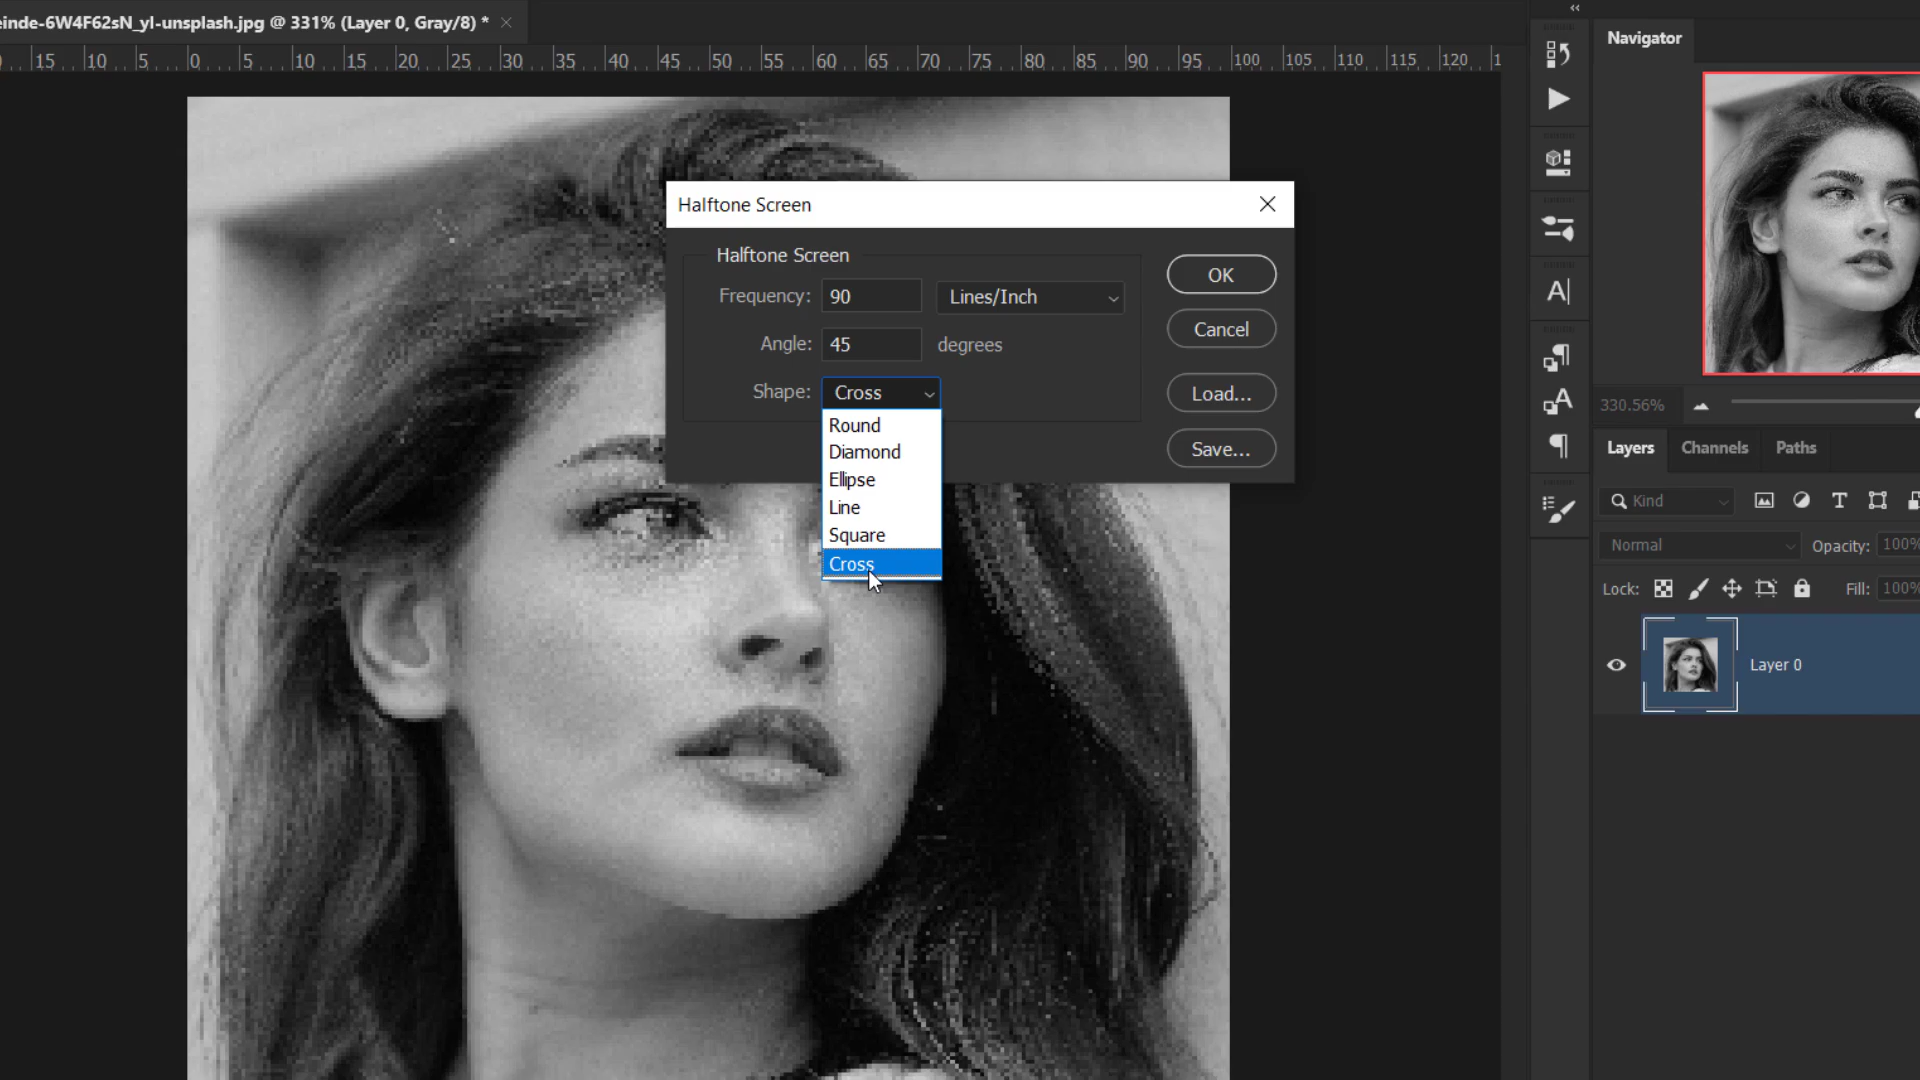 einde-6W4F62sN_yl-unsplash.jpg @ 331% (Layer 0, Gray/8) *
15 10 5 0 5 10 15 20 25 30 35 40 45 50 55 60 65 70 75 80 85 90 95 100 105 110 115 120 1
Navigator
Halftone Screen
Halftone Screen
Frequency: 90 Lines/Inch
Angle: 45 degrees
Shape: Cross
Round
Diamond
Ellipse
Line
Square
Cross
OK
Cancel
Load...
Save...
330.56%
Layers Channels Paths
Kind
Normal Opacity: 100%
Lock: Fill: 100%
Layer 0